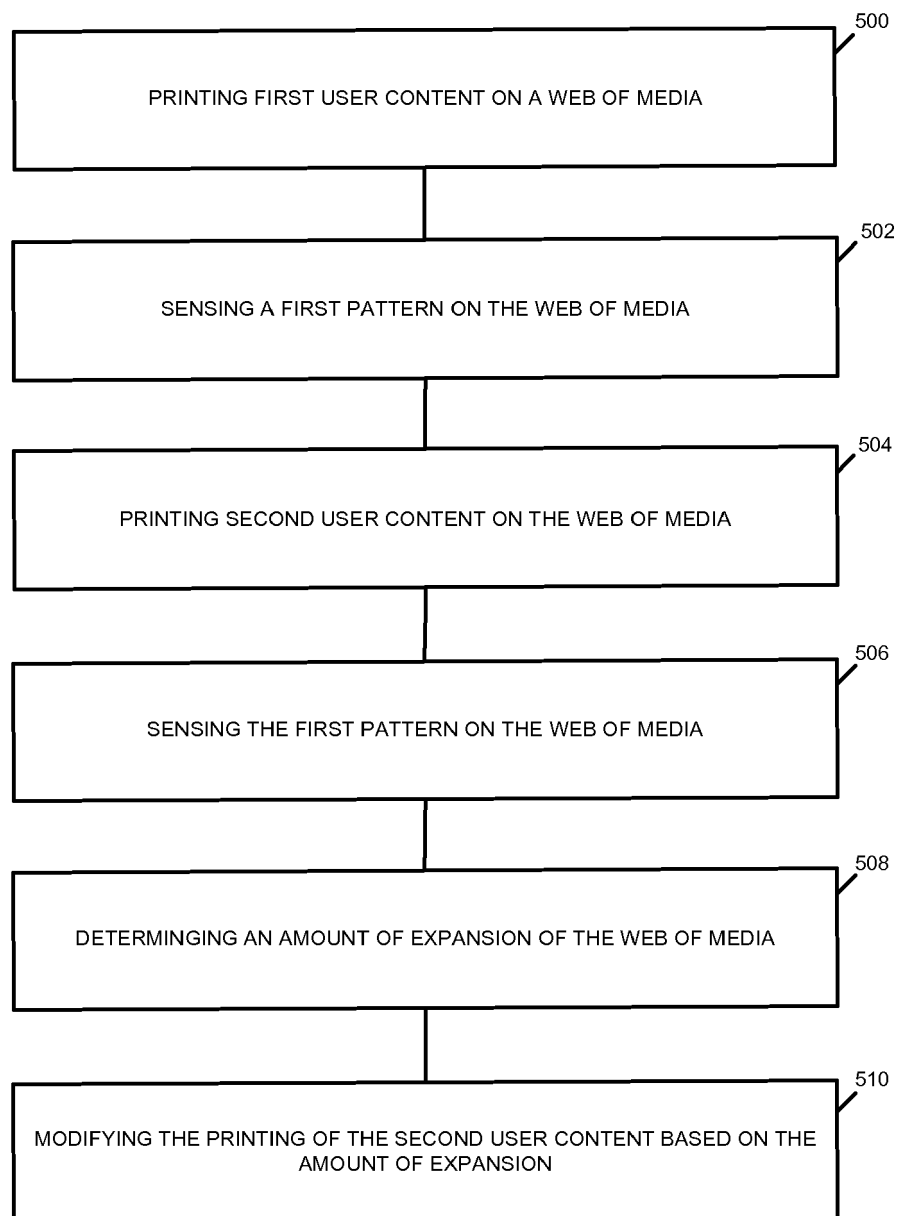 500
PRINTING FIRST USER CONTENT ON A WEB OF MEDIA
502
SENSING A FIRST PATTERN ON THE WEB OF MEDIA
504
PRINTING SECOND USER CONTENT ON THE WEB OF MEDIA
506
SENSING THE FIRST PATTERN ON THE WEB OF MEDIA
508
DETERMINGING AN AMOUNT OF EXPANSION OF THE WEB OF MEDIA
510
MODIFYING THE PRINTING OF THE SECOND USER CONTENT BASED ON THE
AMOUNT OF EXPANSION